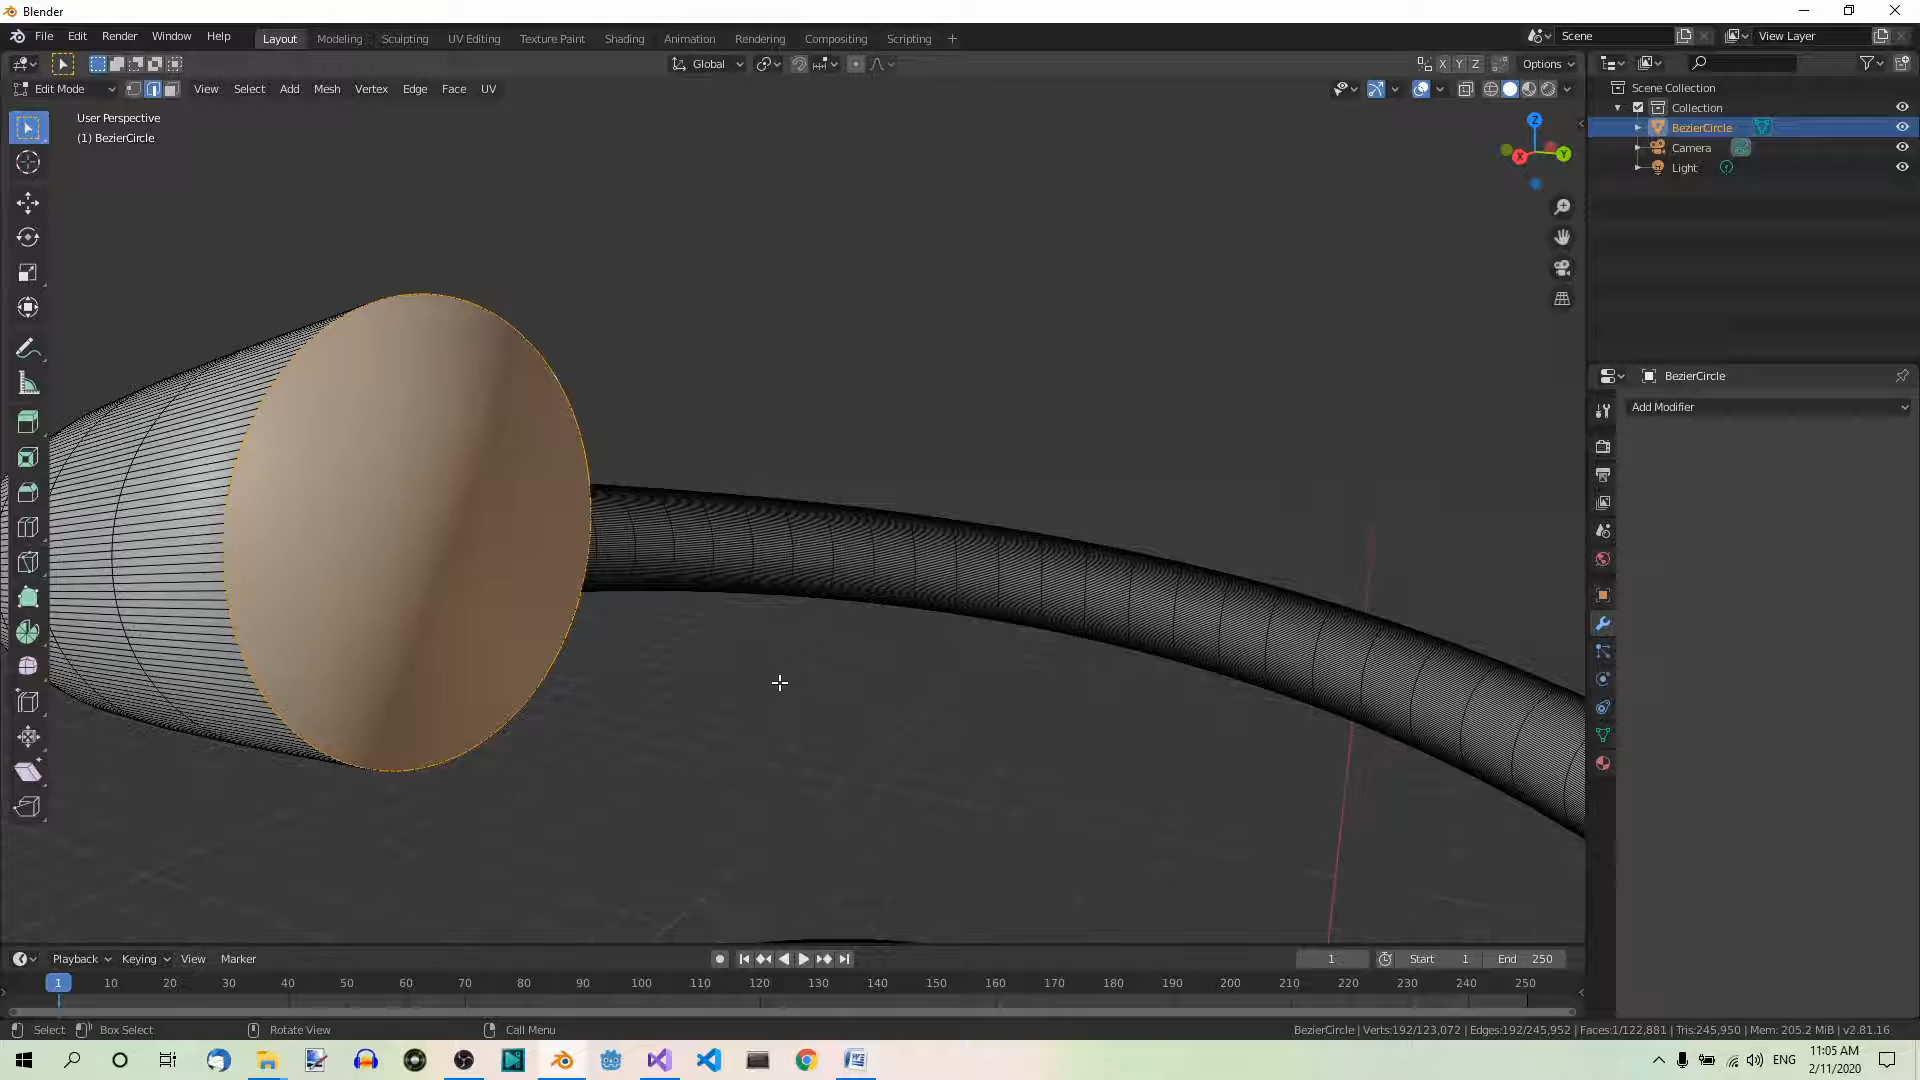 Blender
File Edit Render Window Help
Layout Modeling Sculpting UV Editing Texture Paint Shading Animation Rendering Compositing Scripting
Scene
View Layer
Global
X Y Z
Options
Edit Mode View Select Add Mesh Vertex Edge Face UV
User Perspective
(1) BezierCircle
Z
X
Y
Scene Collection
Collection
BezierCircle
Camera
Light
BezierCircle
Add Modifier
Playback Keying View Marker
1
Start 1
End 250
1 10 20 30 40 50 60 70 80 90 100 110 120 130 140 150 160 170 180 190 200 210 220 230 240 250
Select Box Select Rotate View Call Menu
BezierCircle | Verts:192/123,072 | Edges:192/245,952 | Faces:1/122,881 | Tris:245,950 | Mem: 205.2 MiB | v2.81.16
ENG
11:05 AM
2/11/2020